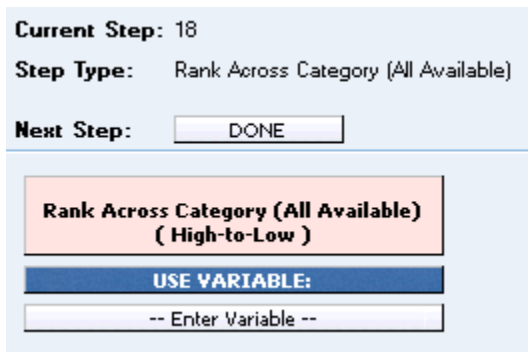 Current Step: 18
Step Type: Rank Across Category (All Available)
Next Step: DONE
Rank Across Category (All Available)
( High-to-Low )
USE VARIABLE:
-- Enter Variable --